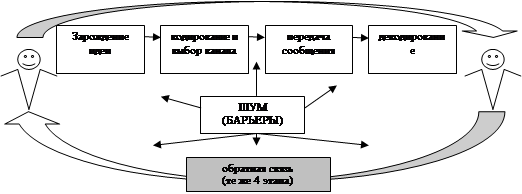 Зарождение
идеи
кодирование и
выбор канала
передача
сообщения
декодировани
е
ШУМ
(БАРЬЕРЫ)
обратная связь
(те же 4 этапа)